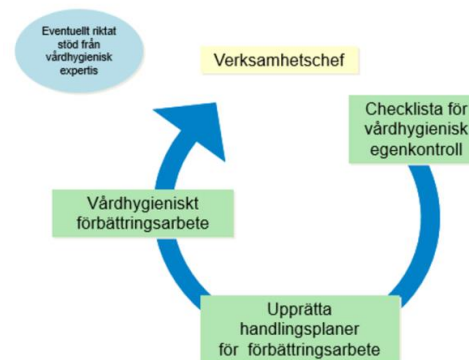 Eventuellt riktat
stöd från
vårdhygienisk
expertis
Verksamhetschef
Checklista för
vårdhygienisk
egenkontroll
Vårdhygieniskt
förbättringsarbete
Upprätta
handlingsplaner
för förbättringsarbete